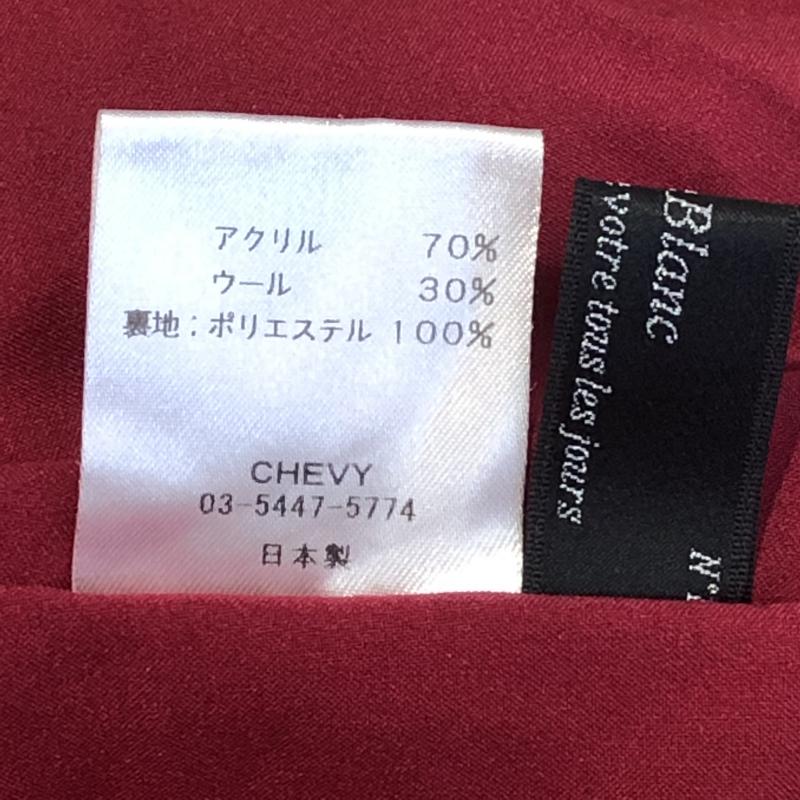 アクリル 70%
ウール 30%
裏地:ポリエステル 100%
CHEVY
03-5447-5774
日本製
Blanc
votre tous les jours